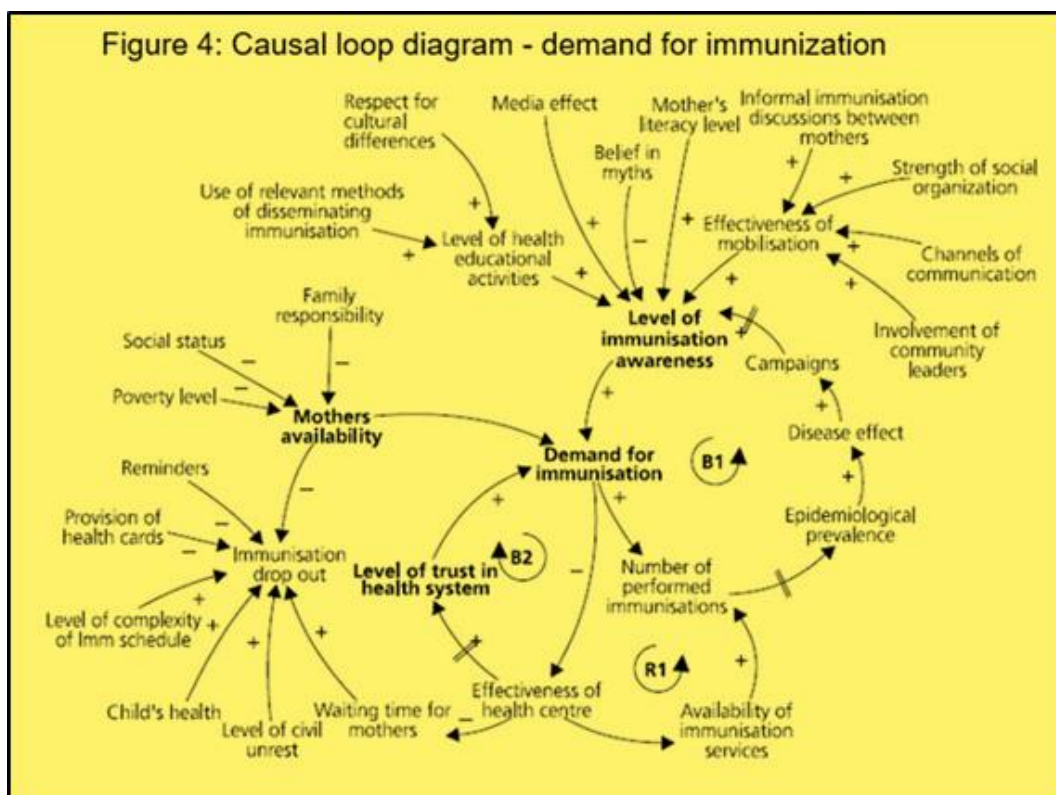 Figure 4: Causal loop diagram - demand for immunization
Respect for
cultural
differences
Media effect
Mother's
literacy level
Informal immunisation
discussions between
mothers
Belief in
myths
Strength of social
organization
Use of relevant methods
of disseminating
immunisation
Level of health
educational
activities
Effectiveness of
mobilisation
Channels of
communication
Involvement of
community
leaders
Family
responsibility
Social status
Poverty level
Mothers
availability
Level of
immunisation
awareness
Campaigns
Disease effect
Demand for
immunisation
B1
Reminders
Provision of
health cards
Immunisation
drop out
Level of trust in
health system
B2
Epidemiological
prevalence
Number of
performed
immunisations
Level of complexity
of Imm schedule
R1
Child's health
Level of civil
unrest
Waiting time for
mothers
Effectiveness of
health centre
Availability of
immunisation
services